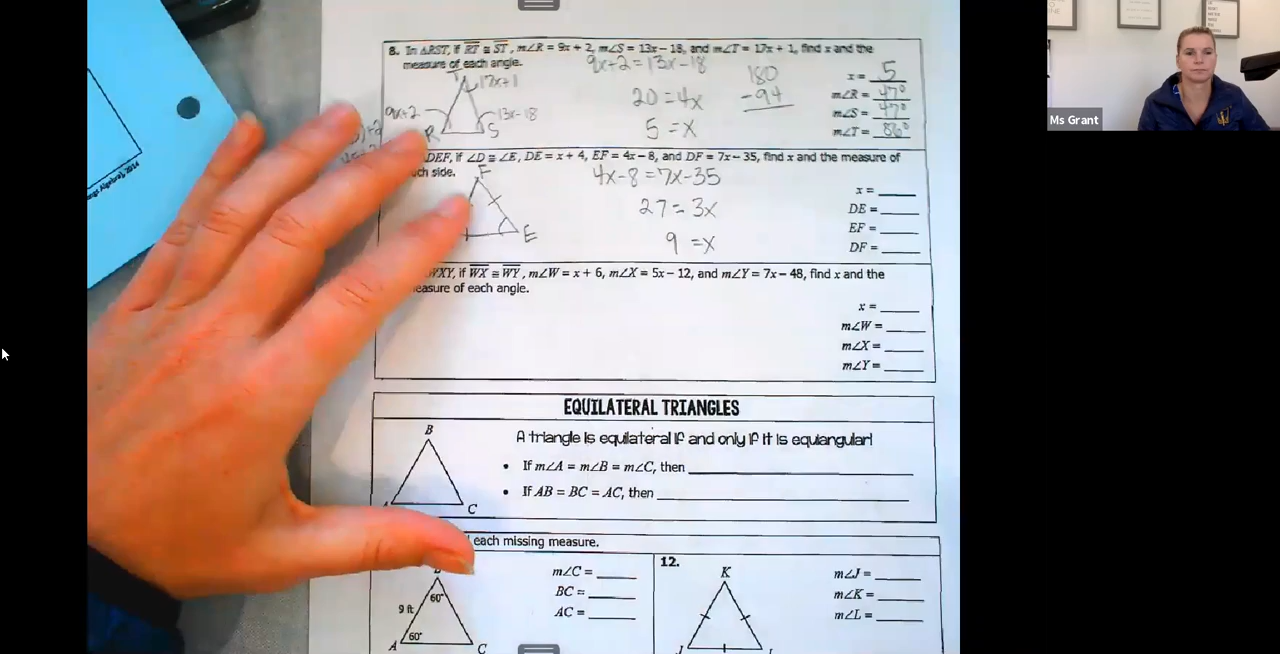 8. In △RST, if RT ≅ ST, m∠R = 9x + 2, m∠S = 13x − 18, and m∠T = 17x + 1, find x and the
measure of each angle.
9x+2=13x-18
20=4x
5=x
180
-94
T
17x+1
9x+2
13x-18
R
S
x = 5
m∠R = 47°
m∠S = 47°
m∠T = 86°
DEF, if ∠D ≅ ∠E, DE = x + 4, EF = 4x − 8, and DF = 7x − 35, find x and the measure of
side.
F
E
4x-8=7x-35
27=3x
9=x
x =
DE =
EF =
DF =
WXY, if WX ≅ WY, m∠W = x + 6, m∠X = 5x − 12, and m∠Y = 7x − 48, find x and the
of each angle.
x =
m∠W =
m∠X =
m∠Y =
EQUILATERAL TRIANGLES
B
C
A triangle is equilateral if and only if it is equiangular!
• If m∠A = m∠B = m∠C, then
• If AB = BC = AC, then
each missing measure.
9 ft
60°
60°
A
C
m∠C =
BC =
AC =
12.
K
m∠J =
m∠K =
m∠L =
Ms Grant